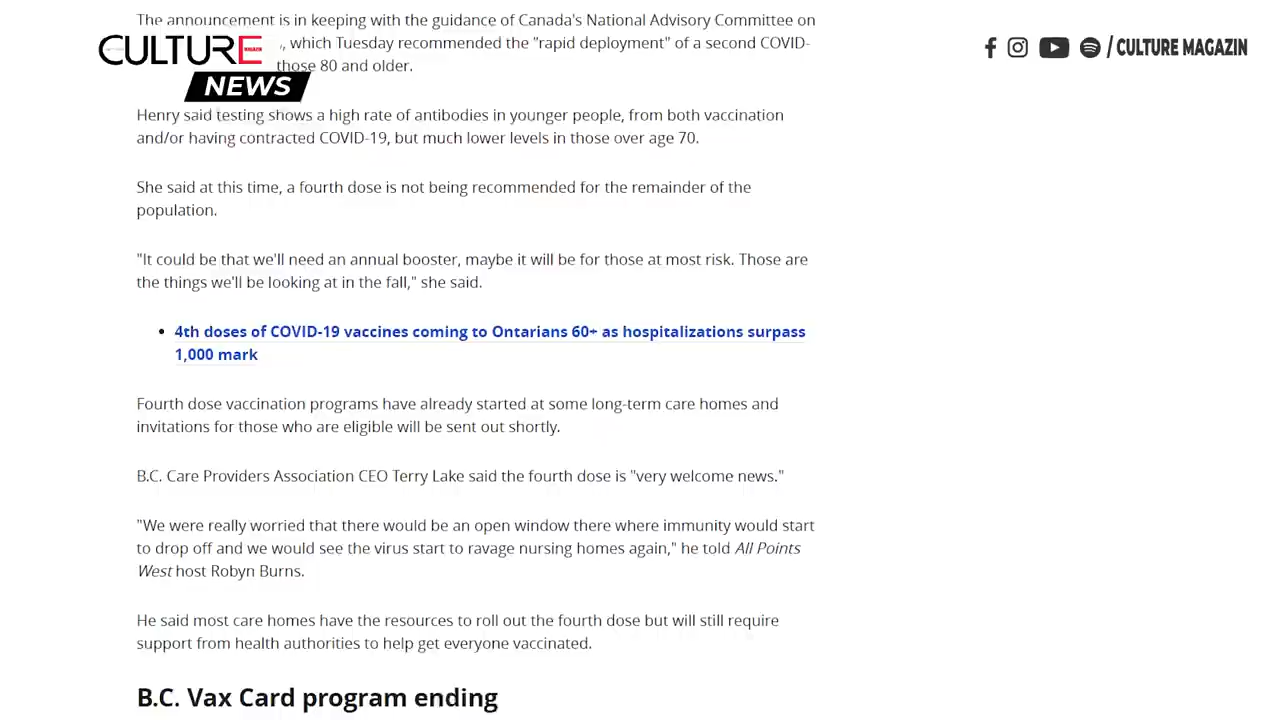 The announcement is in keeping with the guidance of Canada's National Advisory Committee on
CULTURE
, which Tuesday recommended the "rapid deployment" of a second COVID-
/ CULTURE MAGAZIN
those 80 and older.
NEWS
Henry said testing shows a high rate of antibodies in younger people, from both vaccination
and/or having contracted COVID-19, but much lower levels in those over age 70.
She said at this time, a fourth dose is not being recommended for the remainder of the
population.
"It could be that we'll need an annual booster, maybe it will be for those at most risk. Those are
the things we'll be looking at in the fall," she said.
• 4th doses of COVID-19 vaccines coming to Ontarians 60+ as hospitalizations surpass
1,000 mark
Fourth dose vaccination programs have already started at some long-term care homes and
invitations for those who are eligible will be sent out shortly.
B.C. Care Providers Association CEO Terry Lake said the fourth dose is "very welcome news."
"We were really worried that there would be an open window there where immunity would start
to drop off and we would see the virus start to ravage nursing homes again," he told All Points
West host Robyn Burns.
He said most care homes have the resources to roll out the fourth dose but will still require
support from health authorities to help get everyone vaccinated.
B.C. Vax Card program ending